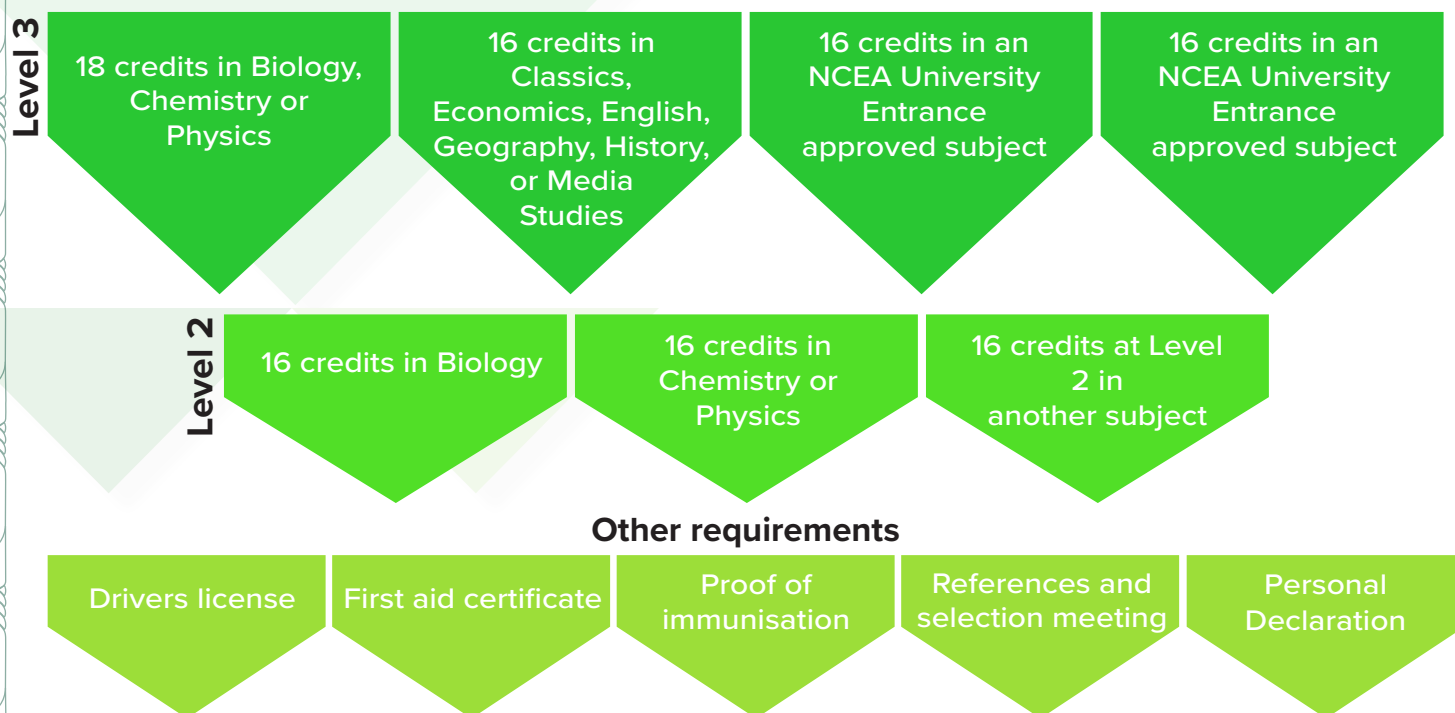 Level 3
18 credits in Biology,
Chemistry or
Physics
16 credits in
Classics,
Economics, English,
Geography, History,
or Media
Studies
16 credits in an
NCEA University
Entrance
approved subject
16 credits in an
NCEA University
Entrance
approved subject
Level 2
16 credits in Biology
16 credits in
Chemistry or
Physics
16 credits at Level
2 in
another subject
Other requirements
Drivers license
First aid certificate
Proof of
immunisation
References and
selection meeting
Personal
Declaration